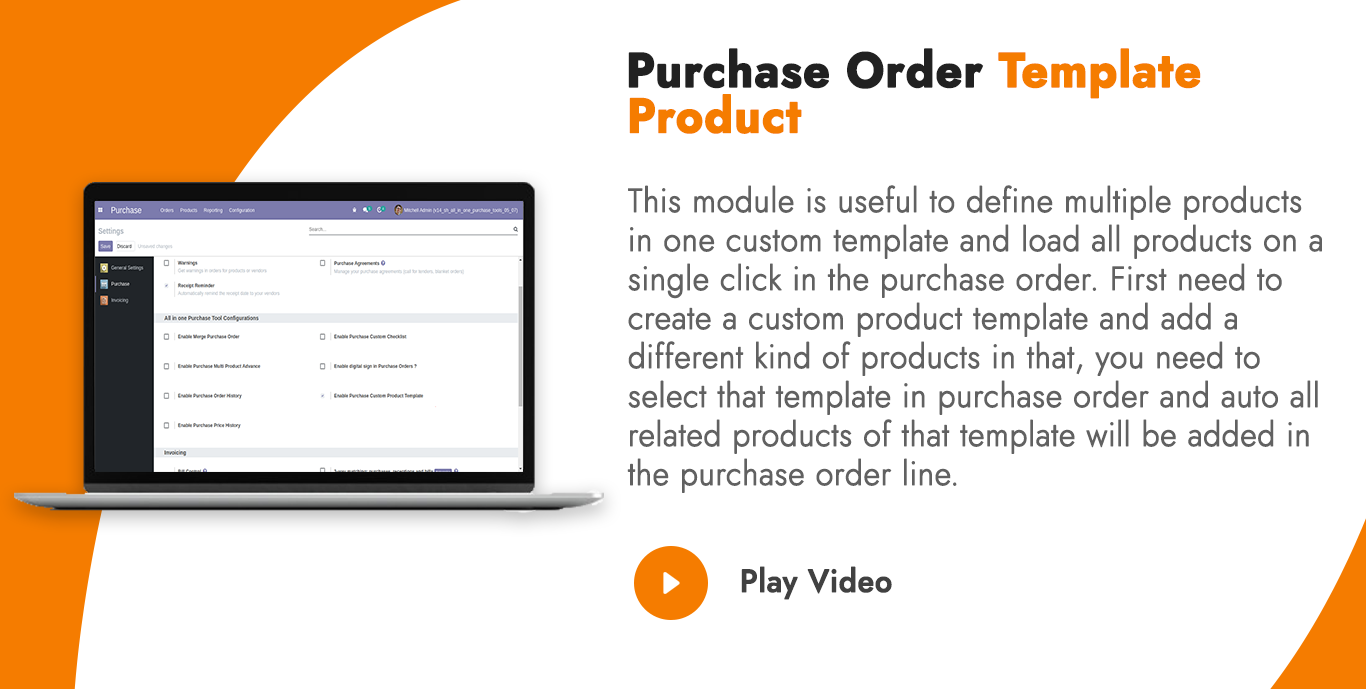 Purchase Order Template
Product
This module is useful to define multiple products
in one custom template and load all products on a
single click in the purchase order. First need to
create a custom product template and add a
different kind of products in that, you need to
select that template in purchase order and auto all
related products of that template will be added in
the purchase order line.
Play Video
Purchase Orders Products Reporting Configuration Mitchell Admin (v14_sh_all_in_one_purchase_tools_05_07)
Settings
Search...
Save Discard Unsaved changes
General Settings
Purchase
Invoicing
Warnings Purchase Agreements
Get warnings in orders for products or vendors Manage your purchase agreements (call for tenders, blanket orders)
Receipt Reminder
Automatically remind the receipt date to your vendors
All in one Purchase Tool Configurations
Enable Merge Purchase Order Enable Purchase Custom Checklist
Enable Purchase Multi Product Advance Enable digital sign in Purchase Orders ?
Enable Purchase Order History Enable Purchase Custom Product Template
Enable Purchase Price History
Invoicing
Bill Control